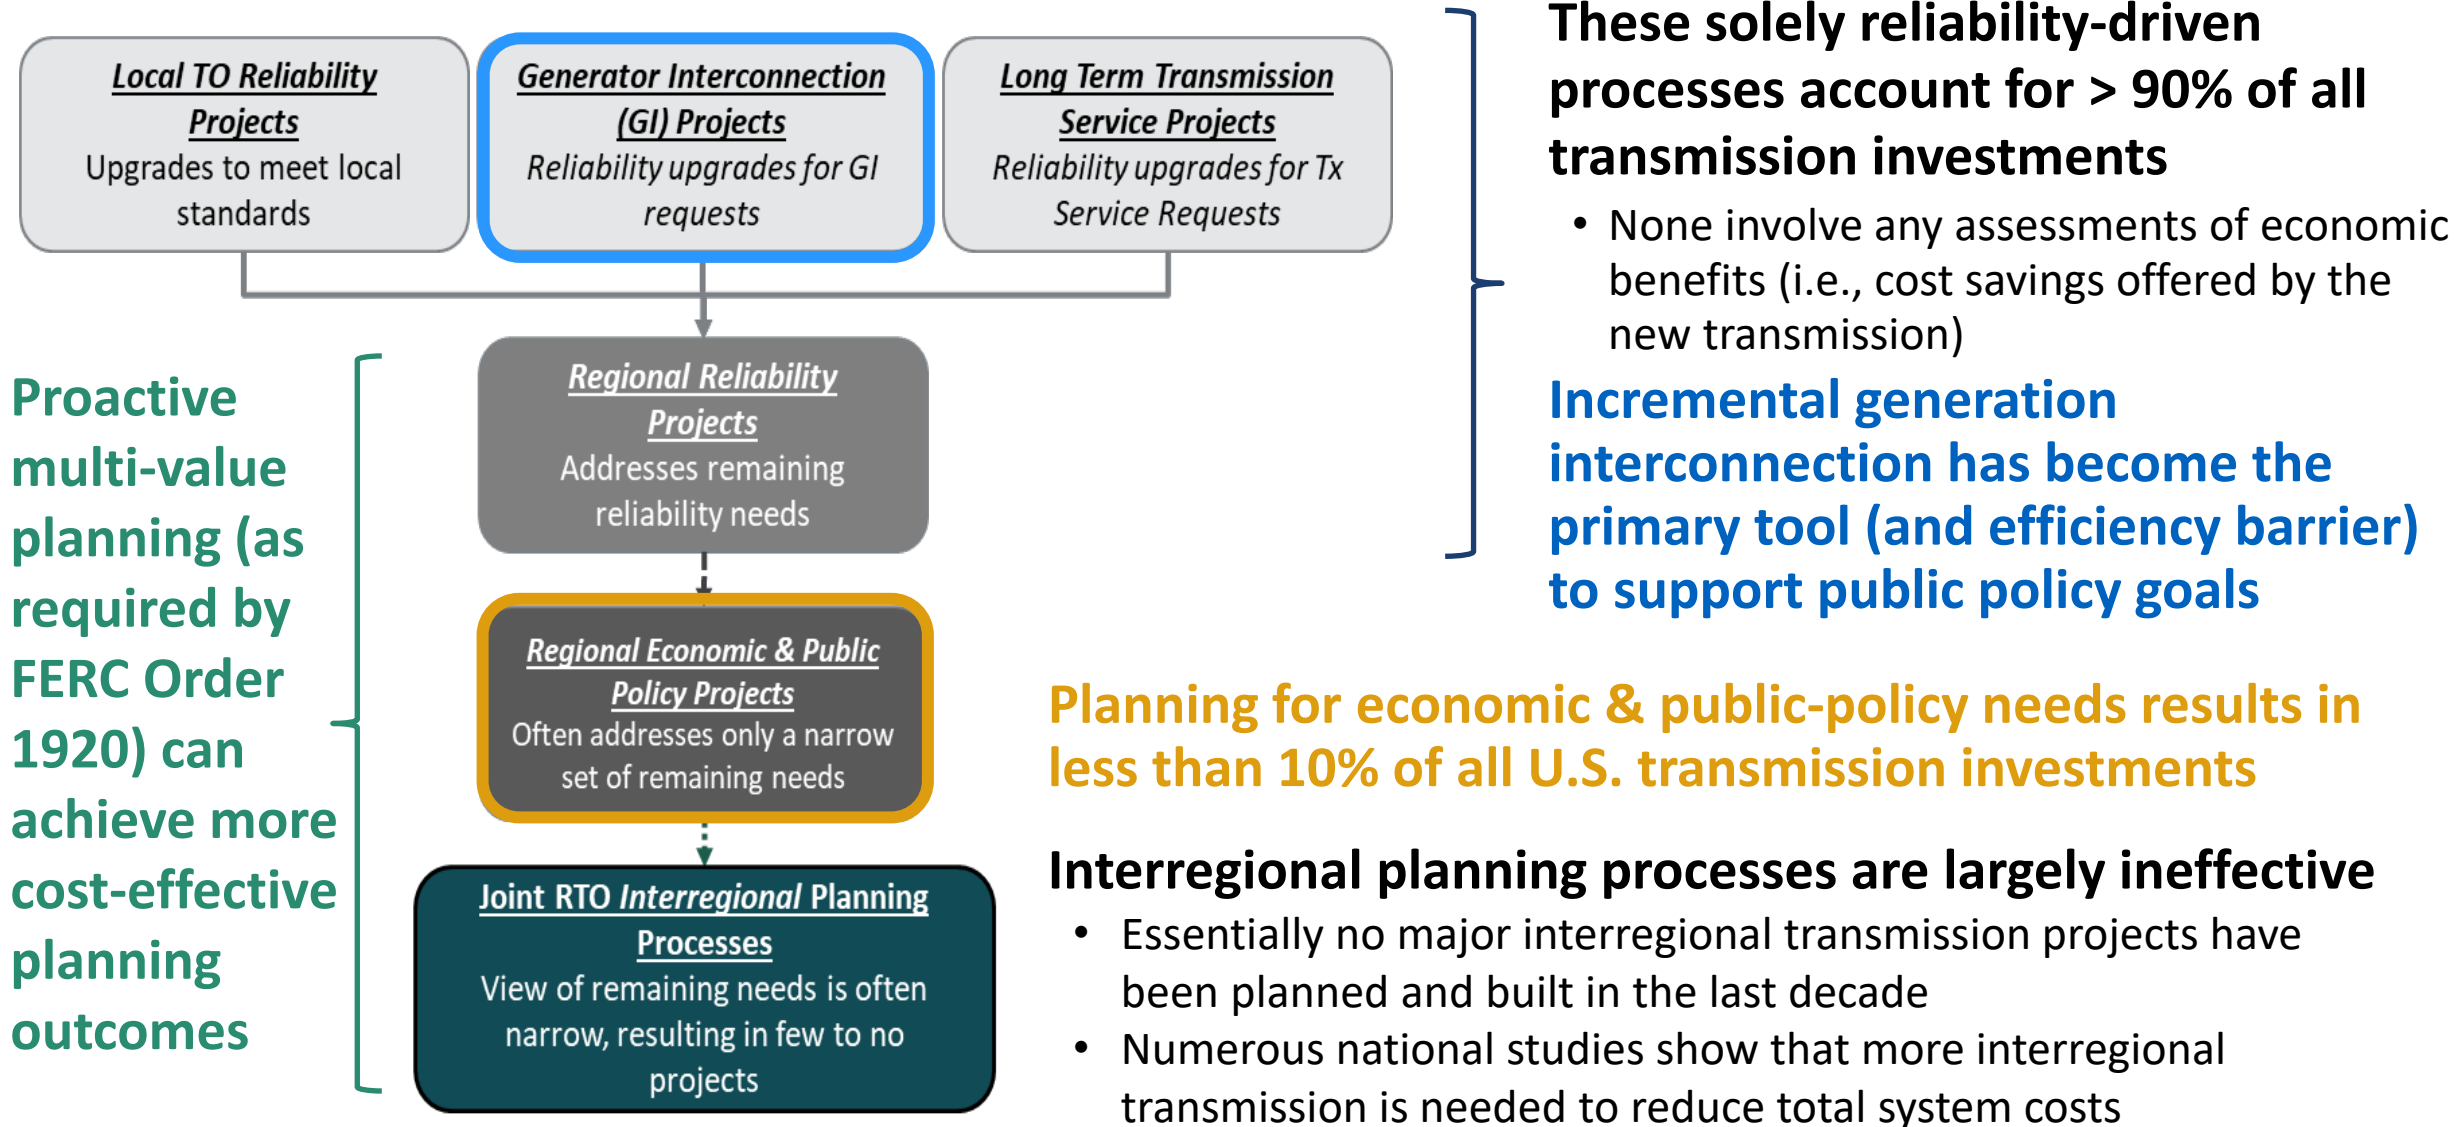 Local TO Reliability
Projects
Upgrades to meet local
standards
Generator Interconnection
(GI) Projects
Reliability upgrades for GI
requests
Long Term Transmission
Service Projects
Reliability upgrades for Tx
Service Requests
These solely reliability-driven
processes account for > 90% of all
transmission investments
• None involve any assessments of economic
benefits (i.e., cost savings offered by the
new transmission)
Incremental generation
interconnection has become the
primary tool (and efficiency barrier)
to support public policy goals
Proactive
multi-value
planning (as
required by
FERC Order
1920) can
achieve more
cost-effective
planning
outcomes
Regional Reliability
Projects
Addresses remaining
reliability needs
Regional Economic & Public
Policy Projects
Often addresses only a narrow
set of remaining needs
Planning for economic & public-policy needs results in
less than 10% of all U.S. transmission investments
Joint RTO Interregional Planning
Processes
View of remaining needs is often
narrow, resulting in few to no
projects
Interregional planning processes are largely ineffective
• Essentially no major interregional transmission projects have
been planned and built in the last decade
• Numerous national studies show that more interregional
transmission is needed to reduce total system costs